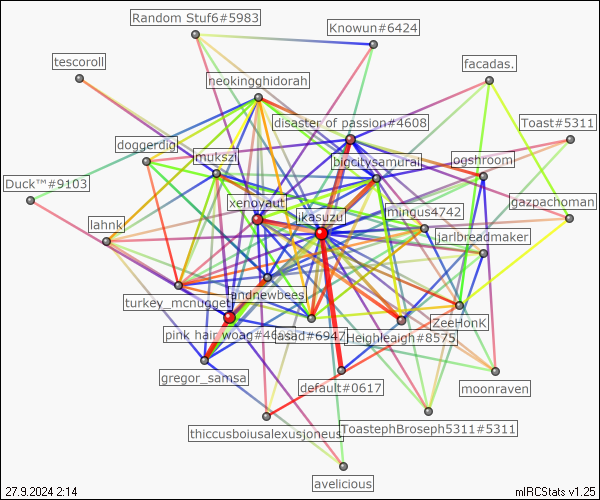 Random Stuf6#5983
Knowun#6424
tescoroll
facadas.
neokingghidorah
disaster of passion#4608
Toast#5311
doggerdig
mukszi
bigcitysamurai
ogshroom
Duck™#9103
xenoyaut
jikasuzu
mingus4742
gazpachoman
lahnk
jarlbreadmaker
turkey_mcnugget
andnewbees
pink hair woag#4
asad#6947
Heighleaigh#8575
ZeeHonK
gregor_samsa
default#0617
moonraven
thiccusboiusalexusjoneus
ToastephBroseph5311#5311
avelicious
27.9.2024 2:14
mIRCStats v1.25